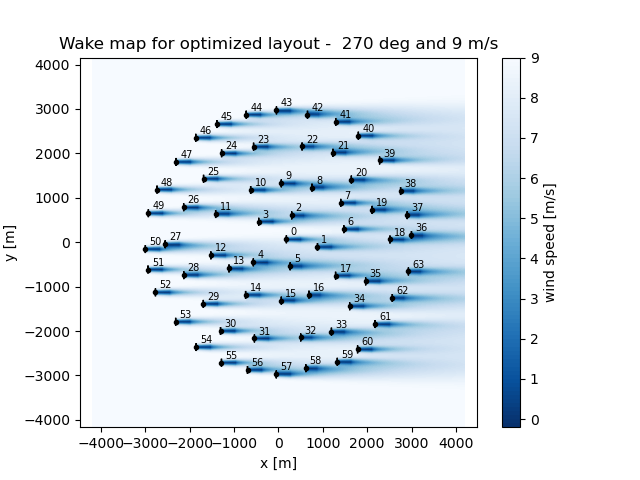 Wake map for optimized layout -  270 deg and 9 m/s
4000
3000
2000
1000
0
−1000
−2000
−3000
−4000
y [m]
43
44 42
45 41
46 40
24 23 22 21
47 39
25 9 20
48 10 8 38
26 7
49 11 2 19 37
3 6
50 27 0 1 18 36
12 4
51 28 13 5 17 35 63
52 14 15 16 62
29 34
53 30 31 32 33 61
54 60
55 56 57 58 59
−4000 −3000 −2000 −1000 0 1000 2000 3000 4000
x [m]
9
8
7
6
5
4
3
2
1
0
wind speed [m/s]